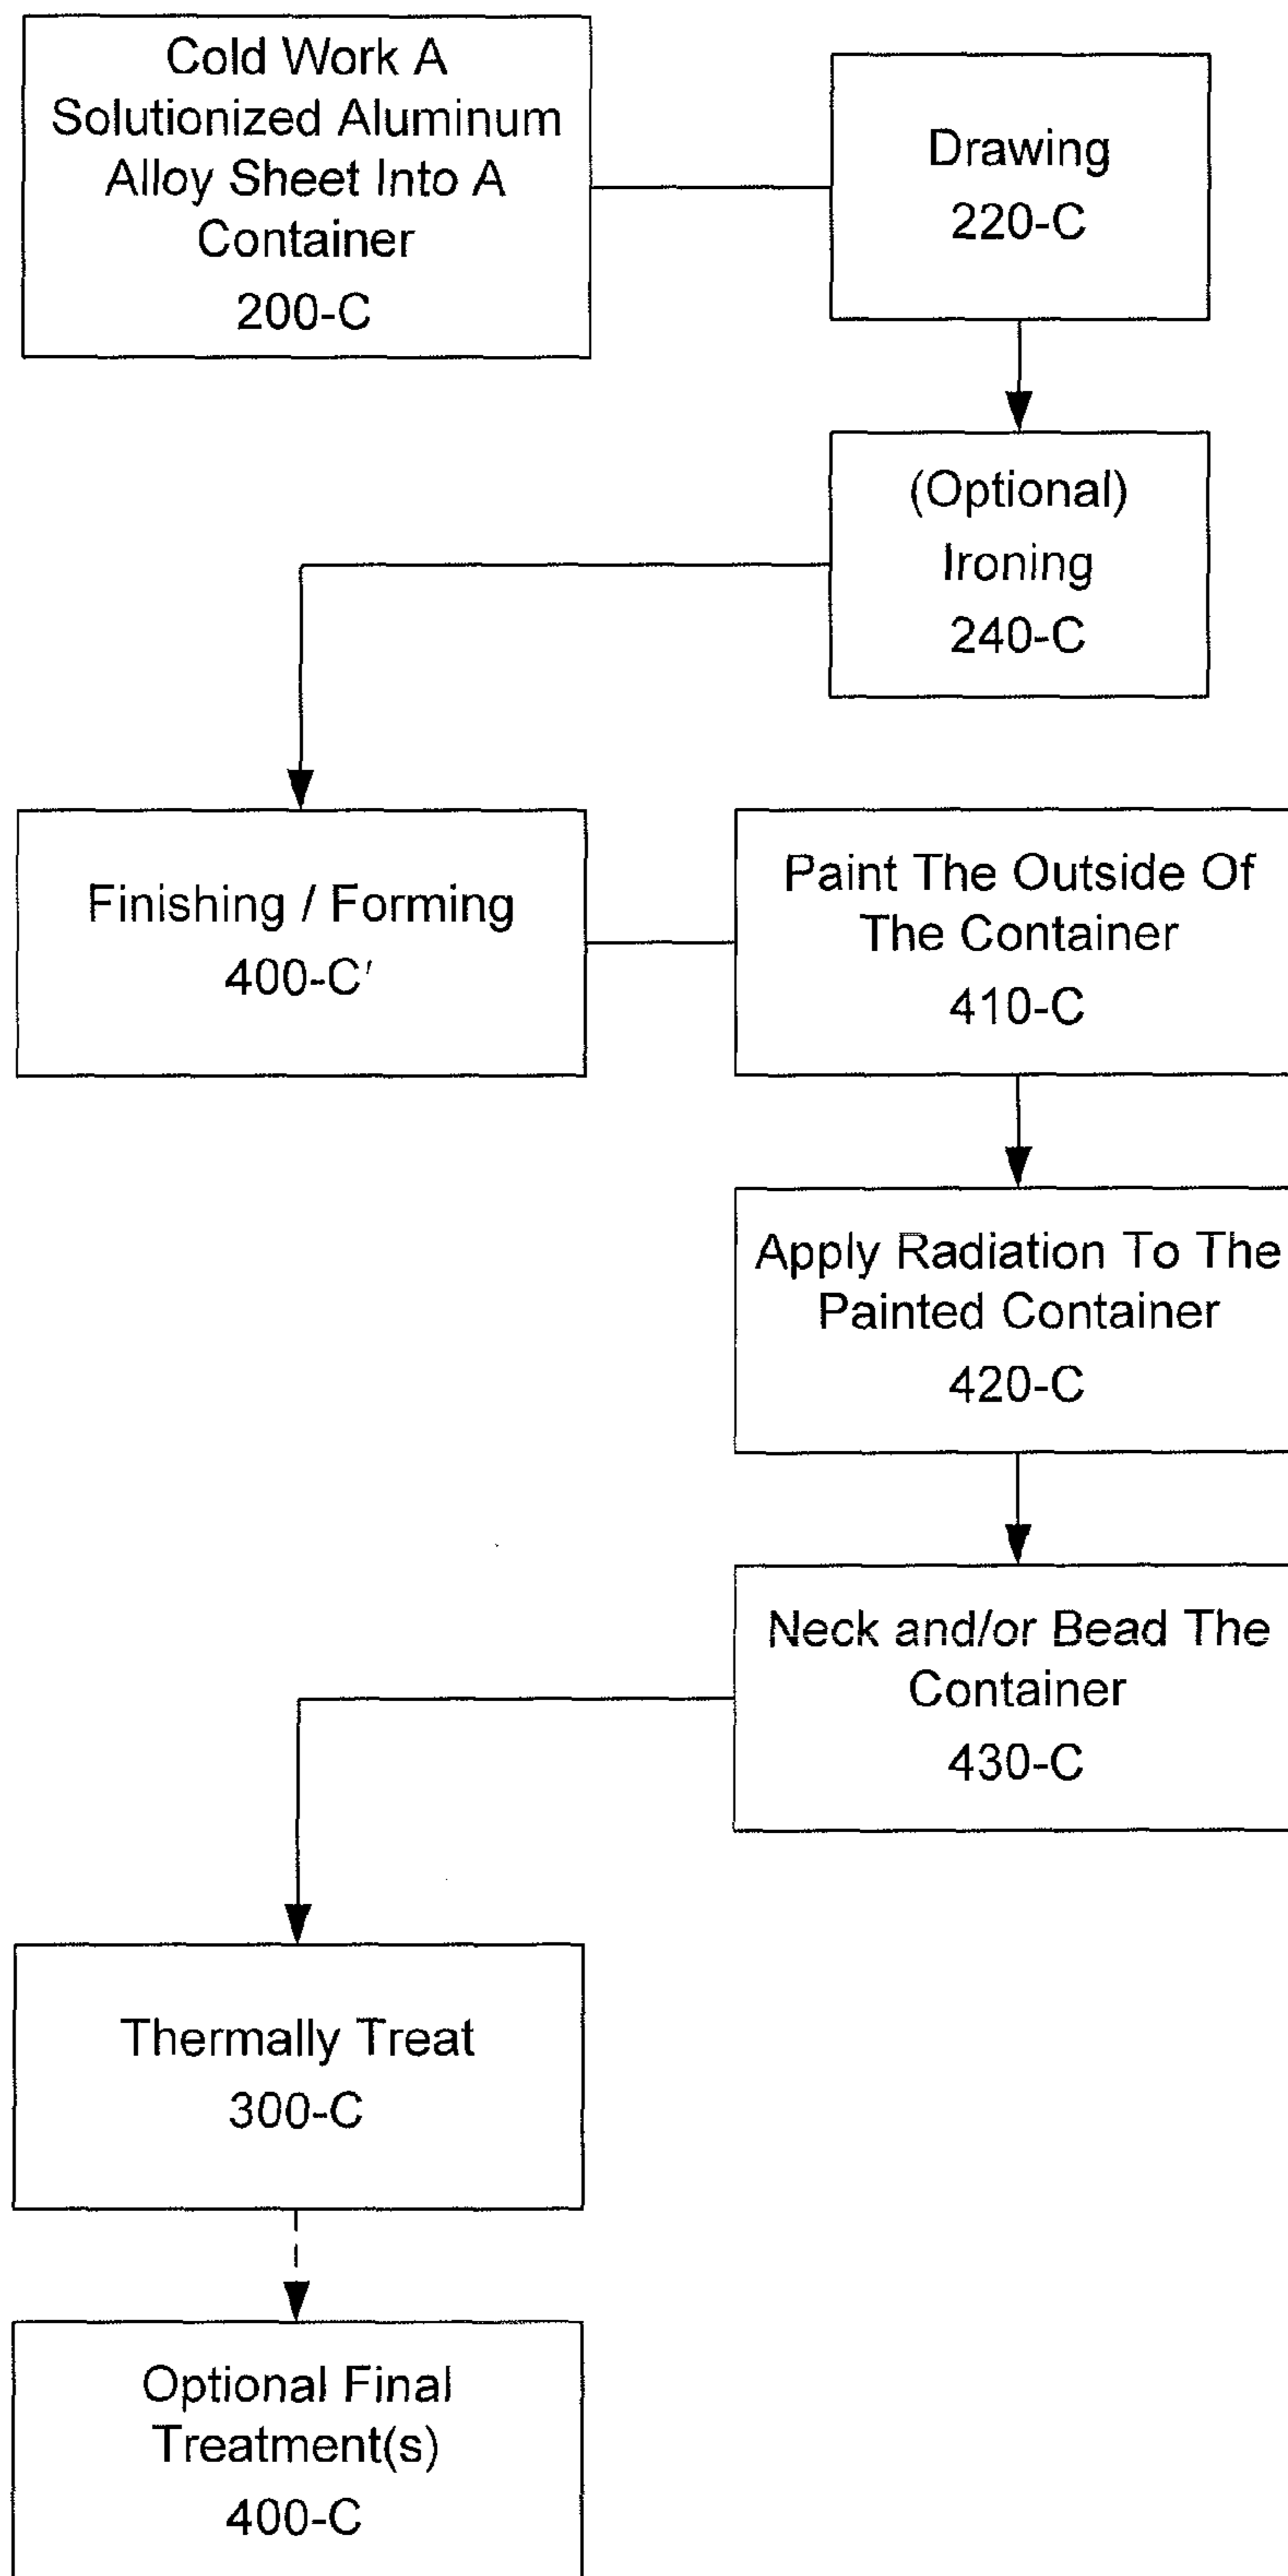 Cold Work A
Solutionized Aluminum
Alloy Sheet Into A
Container
200-C
Drawing
220-C
(Optional)
Ironing
240-C
Finishing / Forming
400-C'
Paint The Outside Of
The Container
410-C
Apply Radiation To The
Painted Container
420-C
Neck and/or Bead The
Container
430-C
Thermally Treat
300-C
Optional Final
Treatment(s)
400-C